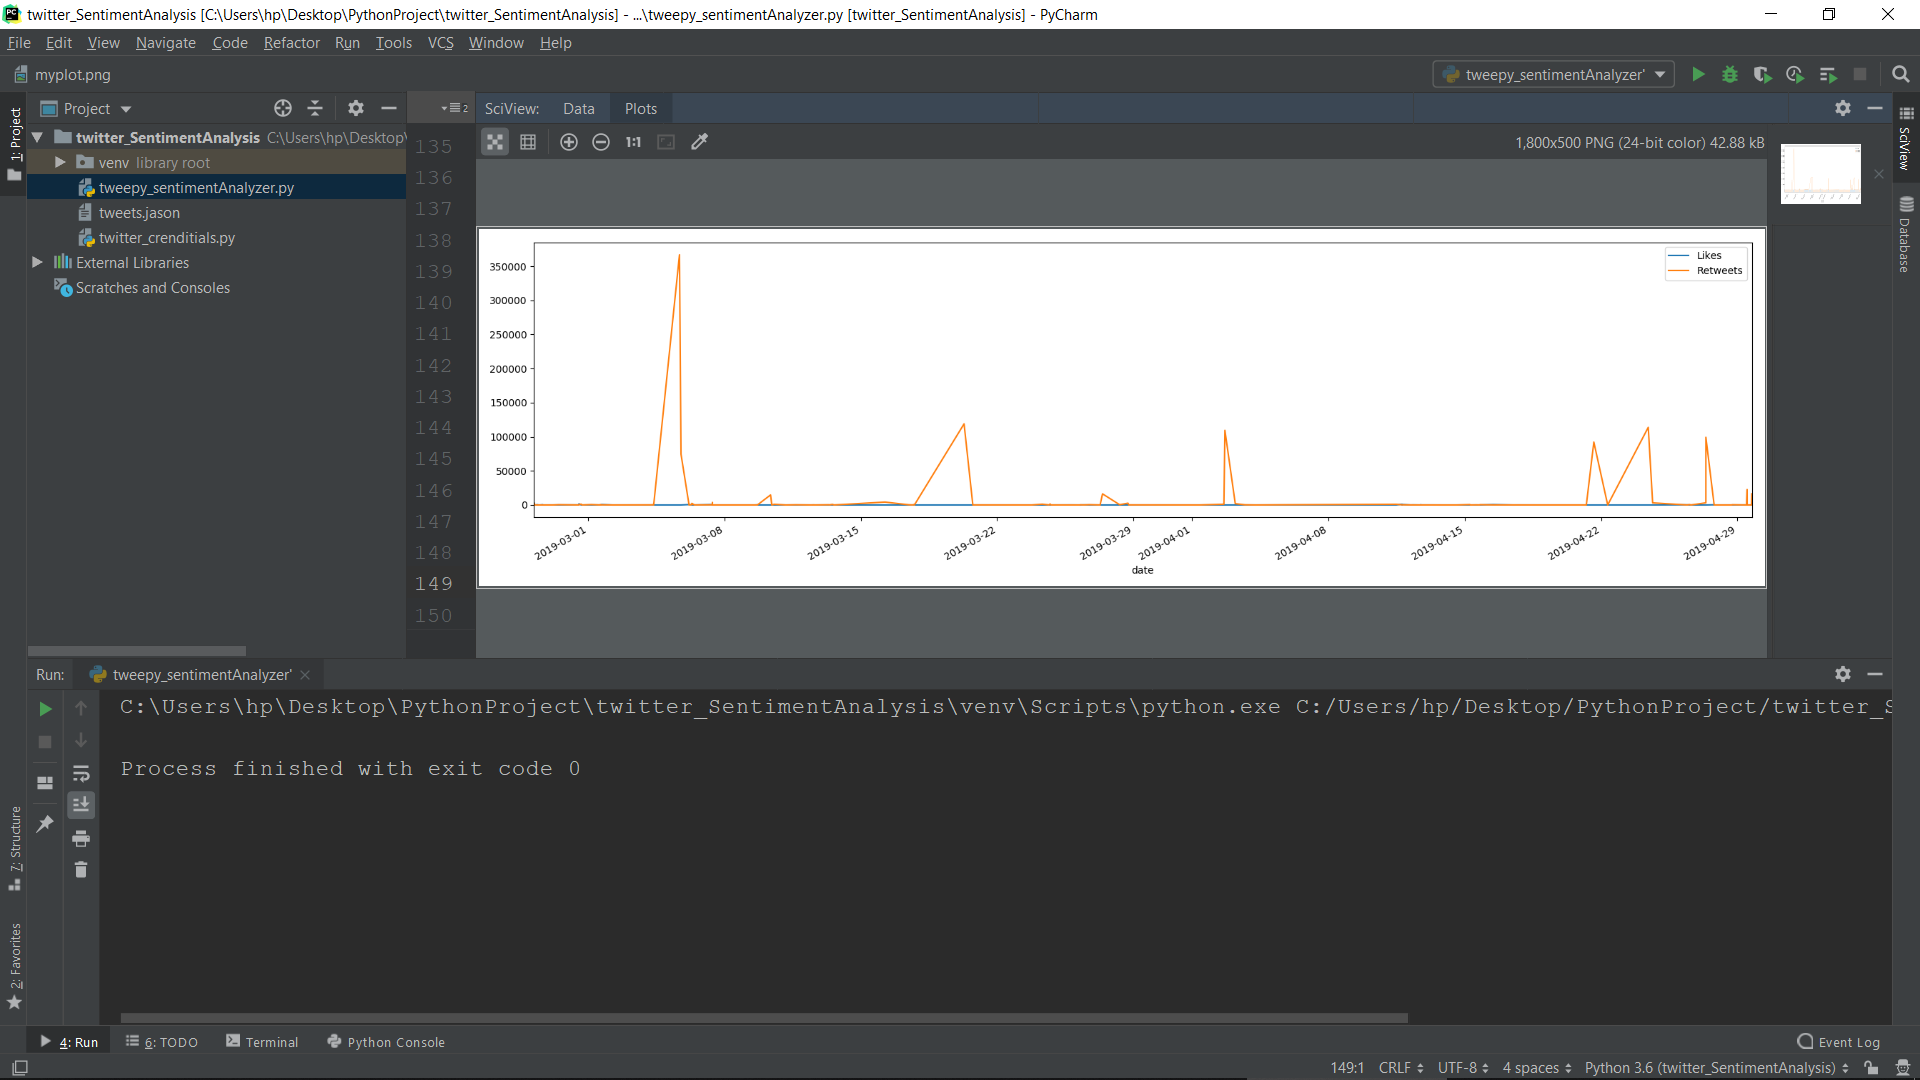 twitter_SentimentAnalysis [C:\Users\hp\Desktop\PythonProject\twitter_SentimentAnalysis] - ...\tweepy_sentimentAnalyzer.py [twitter_SentimentAnalysis] - PyCharm
File Edit View Navigate Code Refactor Run Tools VCS Window Help
myplot.png
tweepy_sentimentAnalyzer'
1: Project
Project
2
SciView: Data Plots
twitter_SentimentAnalysis C:\Users\hp\Desktop\
venv library root
tweepy_sentimentAnalyzer.py
tweets.jason
twitter_crenditials.py
External Libraries
Scratches and Consoles
135
136
137
138
139
140
141
142
143
144
145
146
147
148
149
150
1:1
1,800x500 PNG (24-bit color) 42.88 kB
SciView
Database
Likes
Retweets
350000
300000
250000
200000
150000
100000
50000
0
2019-03-01 2019-03-08 2019-03-15 2019-03-22 2019-03-29 2019-04-01 2019-04-08 2019-04-15 2019-04-22 2019-04-29
date
Run: tweepy_sentimentAnalyzer'
C:\Users\hp\Desktop\PythonProject\twitter_SentimentAnalysis\venv\Scripts\python.exe C:/Users/hp/Desktop/PythonProject/twitter_S
Process finished with exit code 0
7: Structure
2: Favorites
4: Run 6: TODO Terminal Python Console Event Log
149:1 CRLF UTF-8 4 spaces Python 3.6 (twitter_SentimentAnalysis)